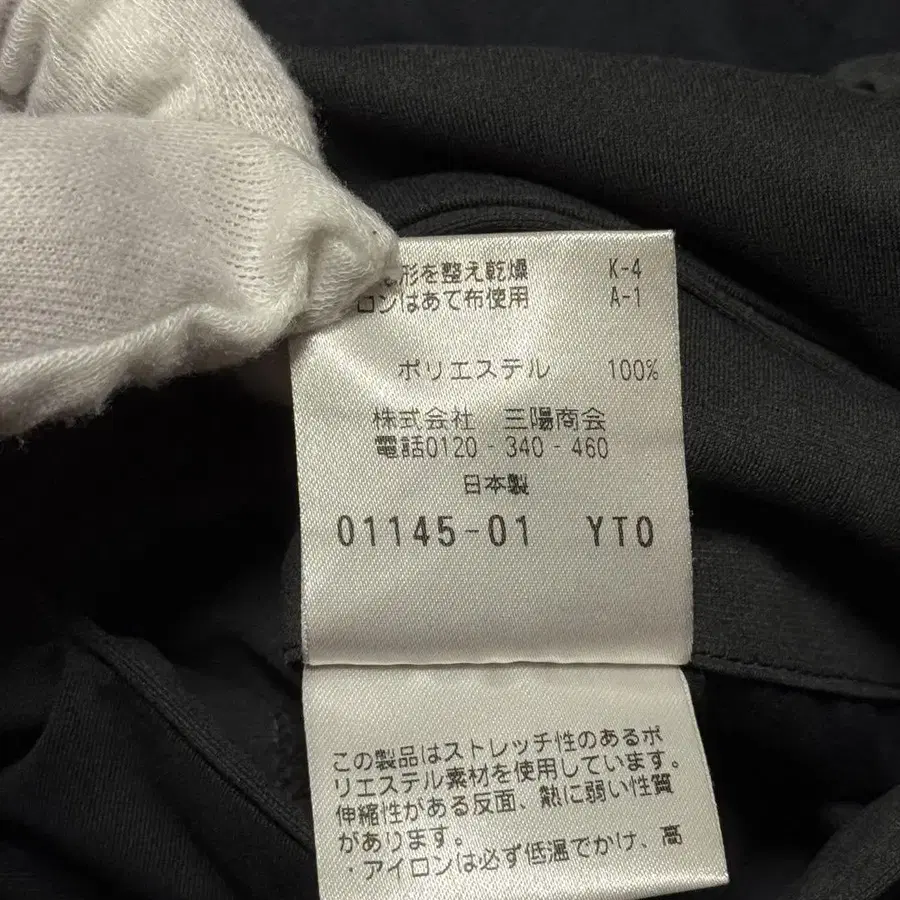 形を整え乾燥 K-4
ロンはあて布使用 A-1
ポリエステル 100%
株式会社 三陽商会
電話0120-340-460
日本製
01145-01 YTO
この製品はストレッチ性のあるポ
リエステル素材を使用しています。
伸縮性がある反面、熱に弱い性質
があります。
・アイロンは必ず低温でかけ、高